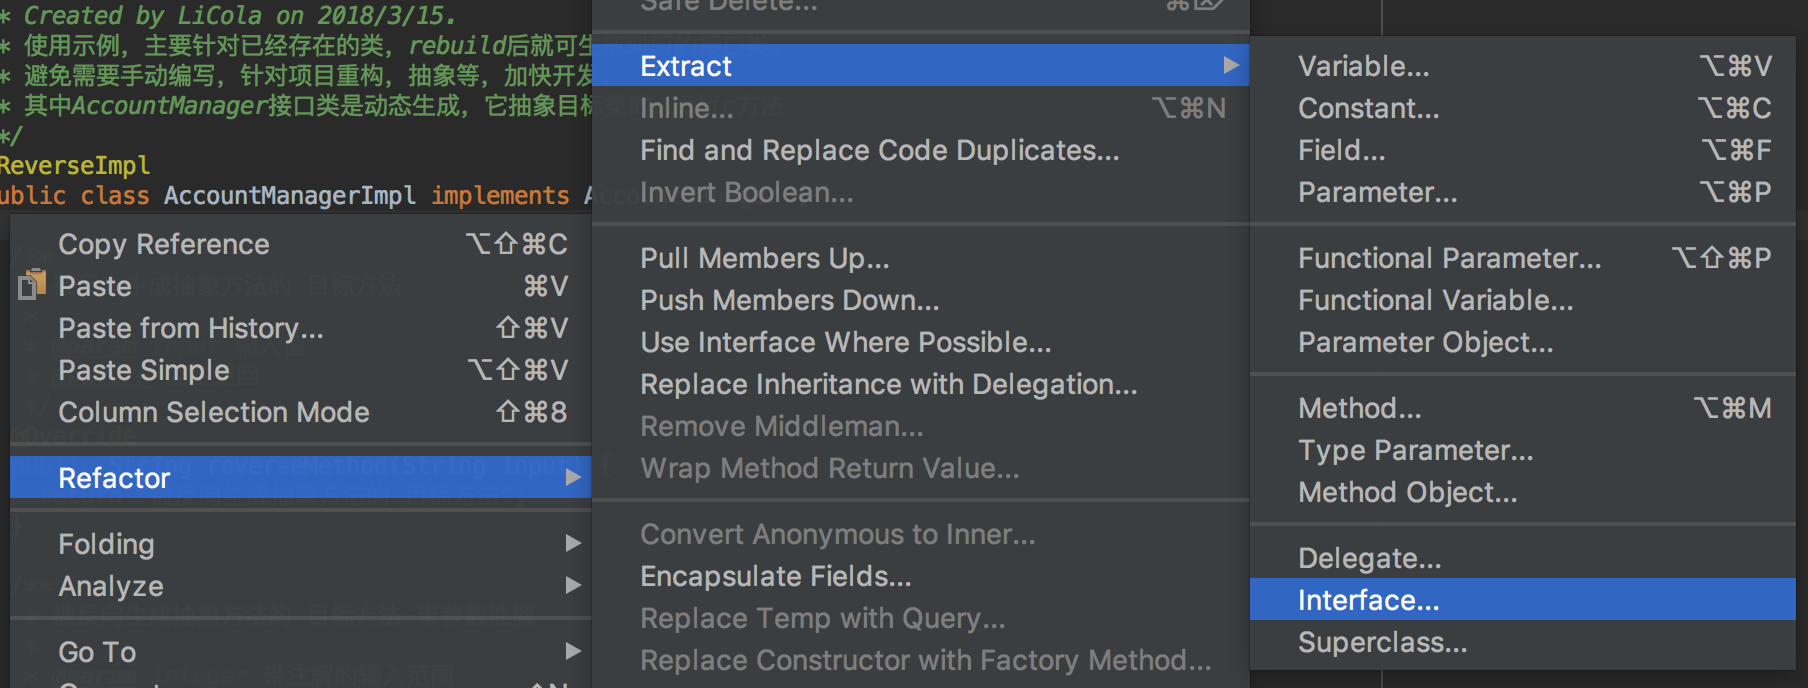 * Created by LiCola on 2018/3/15.
* 使用示例，主要针对已经存在的类，rebuild后就可生
* 避免需要手动编写，针对项目重构，抽象等，加快开发
* 其中AccountManager接口类是动态生成，它抽象目标
*/
ReverseImpl
ublic class AccountManagerImpl implements A
Copy Reference ⌥⇧⌘C
Paste ⌘V
Paste from History... ⇧⌘V
Paste Simple ⌥⇧⌘V
Column Selection Mode ⇧⌘8
Refactor
Folding
Analyze
Go To
Safe Delete... ⌘⌦
Extract
Inline... ⌥⌘N
Find and Replace Code Duplicates...
Invert Boolean...
Pull Members Up...
Push Members Down...
Use Interface Where Possible...
Replace Inheritance with Delegation...
Remove Middleman...
Wrap Method Return Value...
Convert Anonymous to Inner...
Encapsulate Fields...
Replace Temp with Query...
Replace Constructor with Factory Method...
Variable... ⌥⌘V
Constant... ⌥⌘C
Field... ⌥⌘F
Parameter... ⌥⌘P
Functional Parameter... ⌥⇧⌘P
Functional Variable...
Parameter Object...
Method... ⌥⌘M
Type Parameter...
Method Object...
Delegate...
Interface...
Superclass...